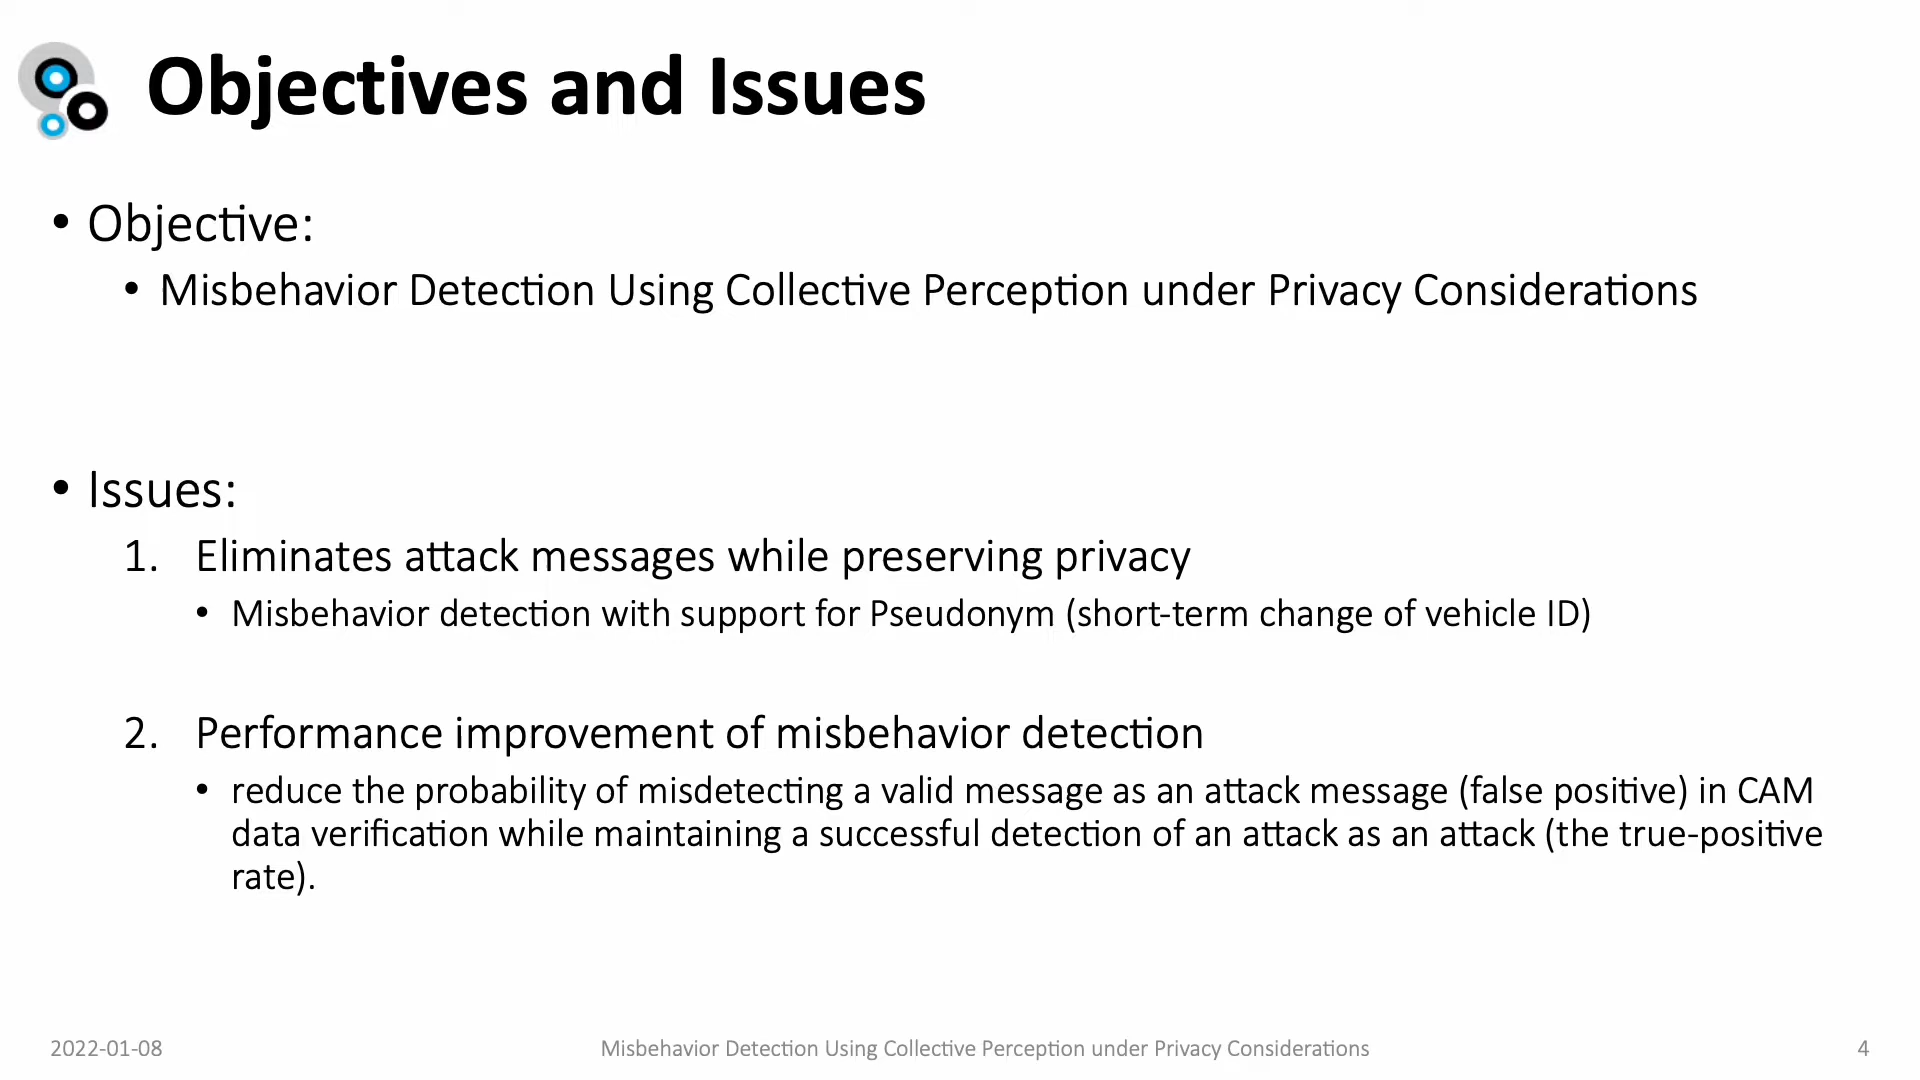 Objectives and Issues
• Objective:
• Misbehavior Detection Using Collective Perception under Privacy Considerations
• Issues:
1. Eliminates attack messages while preserving privacy
• Misbehavior detection with support for Pseudonym (short-term change of vehicle ID)
2. Performance improvement of misbehavior detection
• reduce the probability of misdetecting a valid message as an attack message (false positive) in CAM
data verification while maintaining a successful detection of an attack as an attack (the true-positive
rate).
2022-01-08
Misbehavior Detection Using Collective Perception under Privacy Considerations
4